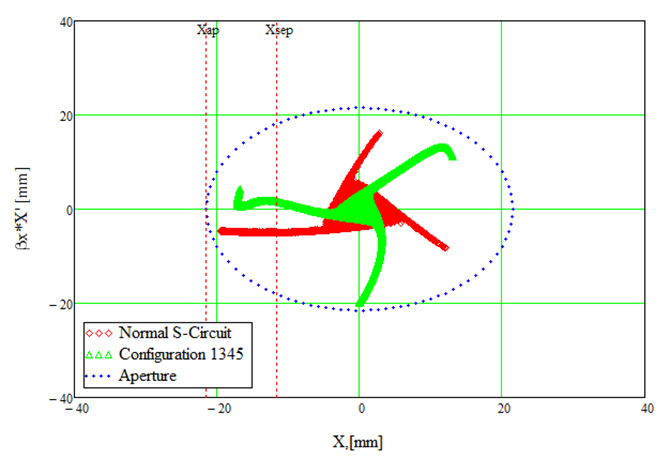 40
Xap
Xsep
20
βx*X' [mm]
0
−20
Normal S-Circuit
Configuration 1345
Aperture
−40
−40
−20
0
20
40
X,[mm]